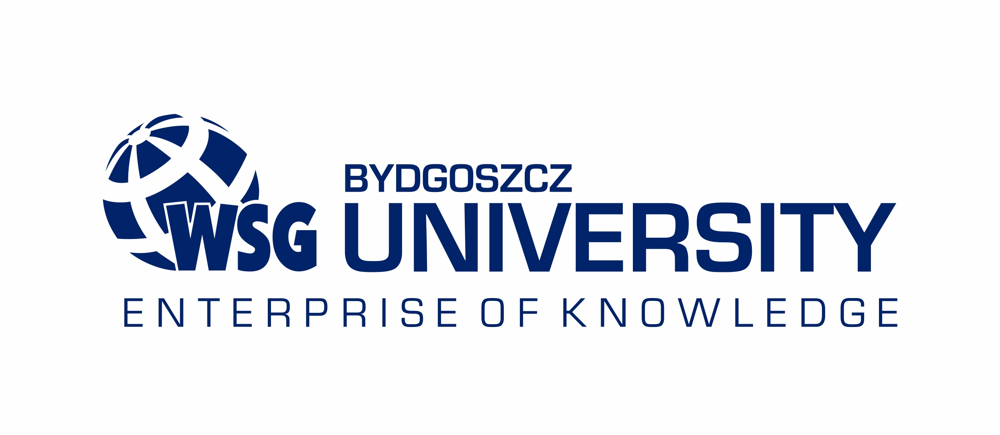 BYDGOSZCZ
WSG UNIVERSITY
ENTERPRISE OF KNOWLEDGE